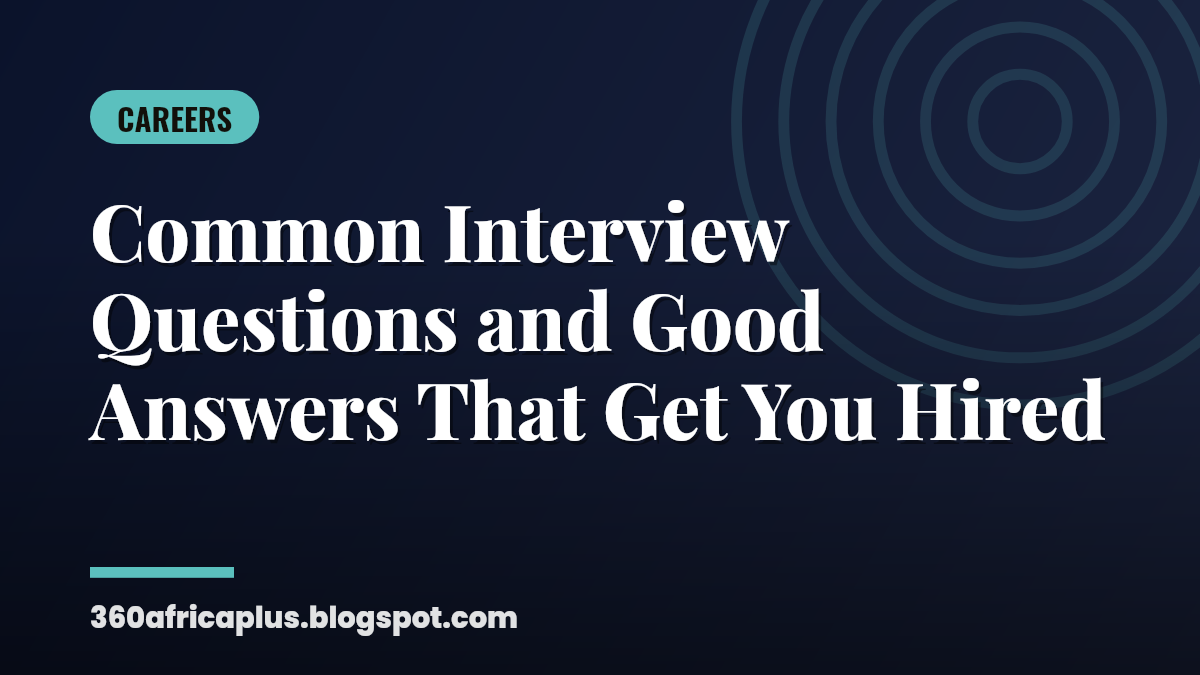 CAREERS
Common Interview
Questions and Good
Answers That Get You Hired
360africaplus.blogspot.com